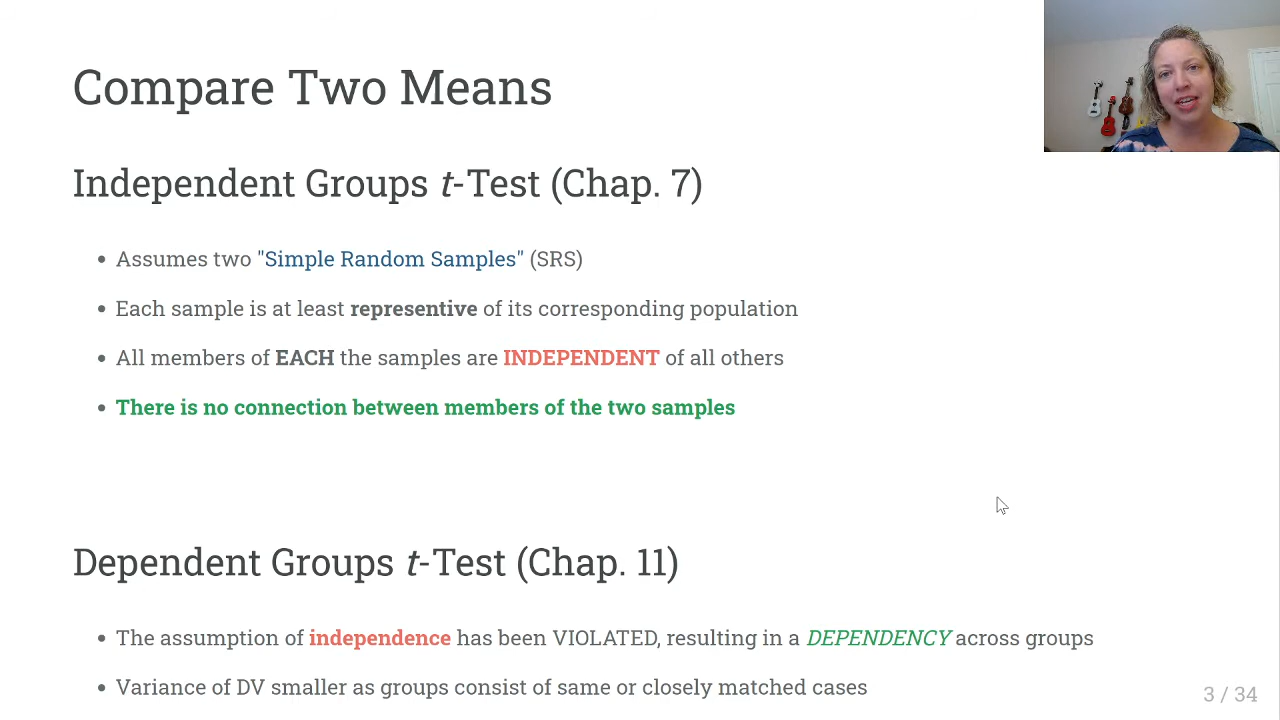 Compare Two Means
Independent Groups t-Test (Chap. 7)
• Assumes two "Simple Random Samples" (SRS)
• Each sample is at least representive of its corresponding population
• All members of EACH the samples are INDEPENDENT of all others
• There is no connection between members of the two samples
Dependent Groups t-Test (Chap. 11)
• The assumption of independence has been VIOLATED, resulting in a DEPENDENCY across groups
• Variance of DV smaller as groups consist of same or closely matched cases
3 / 34